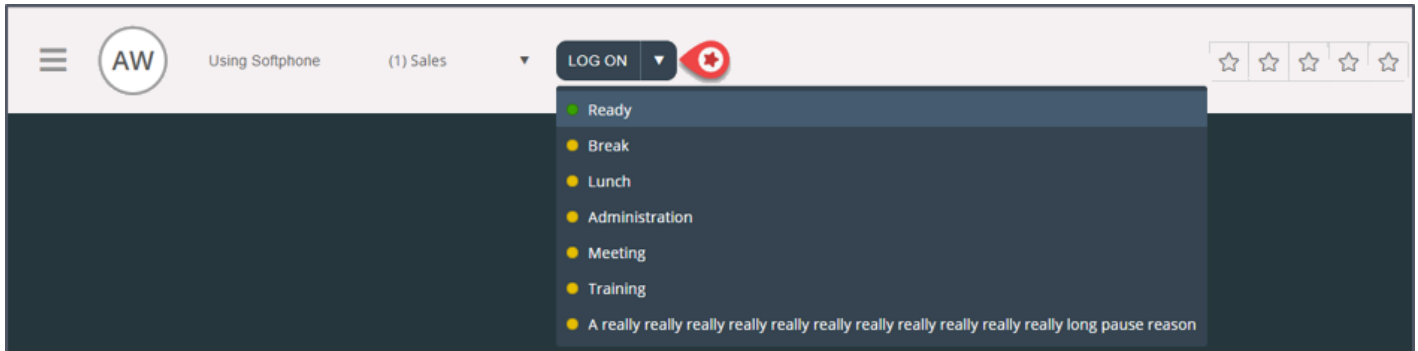 AW
Using Softphone
(1) Sales
LOG ON
Ready
Break
Lunch
Administration
Meeting
Training
A really really really really really really really really really really really long pause reason